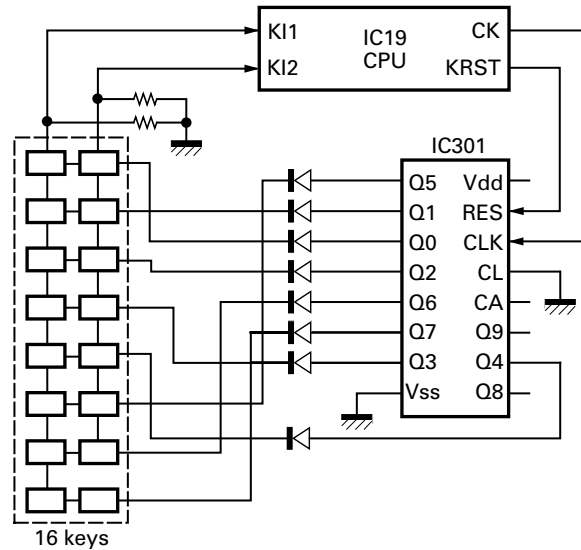 KI1 IC19 CK
KI2 CPU KRST
IC301
Q5 Vdd
Q1 RES
Q0 CLK
Q2 CL
Q6 CA
Q7 Q9
Q3 Q4
Vss Q8
16 keys